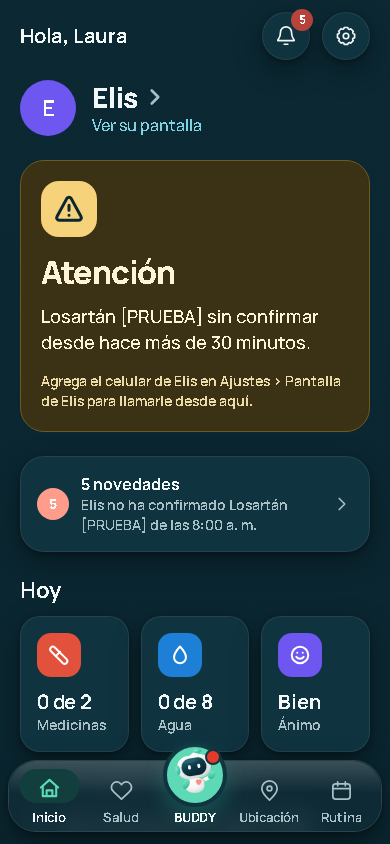 Hola, Laura
5
E
Elis
Ver su pantalla
Atención
Losartán [PRUEBA] sin confirmar
desde hace más de 30 minutos.
Agrega el celular de Elis en Ajustes > Pantalla
de Elis para llamarle desde aquí.
5
5 novedades
Elis no ha confirmado Losartán
[PRUEBA] de las 8:00 a. m.
Hoy
0 de 2
Medicinas
0 de 8
Agua
Bien
Ánimo
Inicio
Salud
BUDDY
Ubicación
Rutina